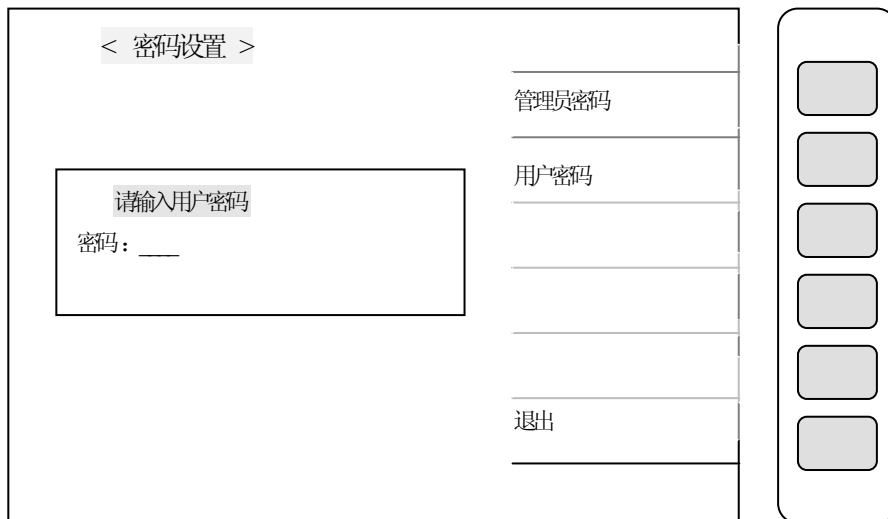 < 密码设置 >
管理员密码
用户密码
请输入用户密码
密码：____
退出